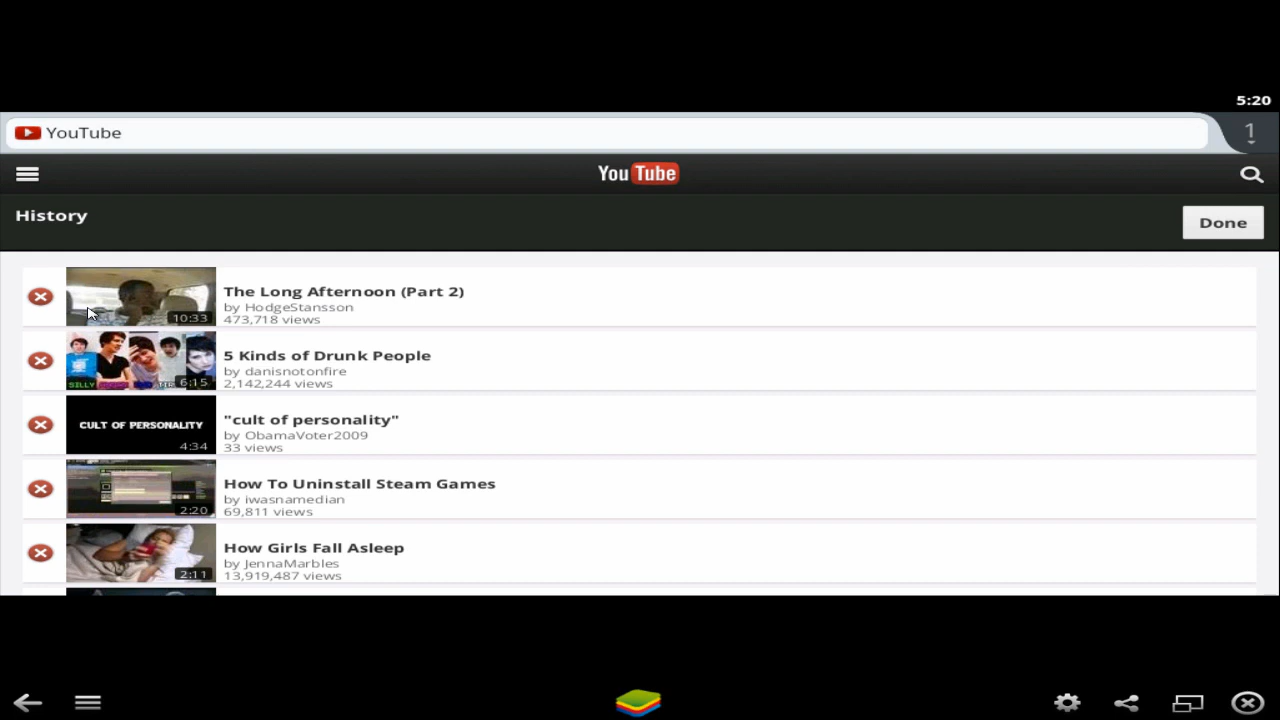 5:20
YouTube
1
YouTube
History
Done
The Long Afternoon (Part 2)
by HodgeStansson
473,718 views
10:33
5 Kinds of Drunk People
by danisnotonfire
2,142,244 views
SILLY
6:15
"cult of personality"
by ObamaVoter2009
33 views
CULT OF PERSONALITY
4:34
How To Uninstall Steam Games
by iwasnamedian
69,811 views
2:20
How Girls Fall Asleep
by JennaMarbles
13,919,487 views
2:11